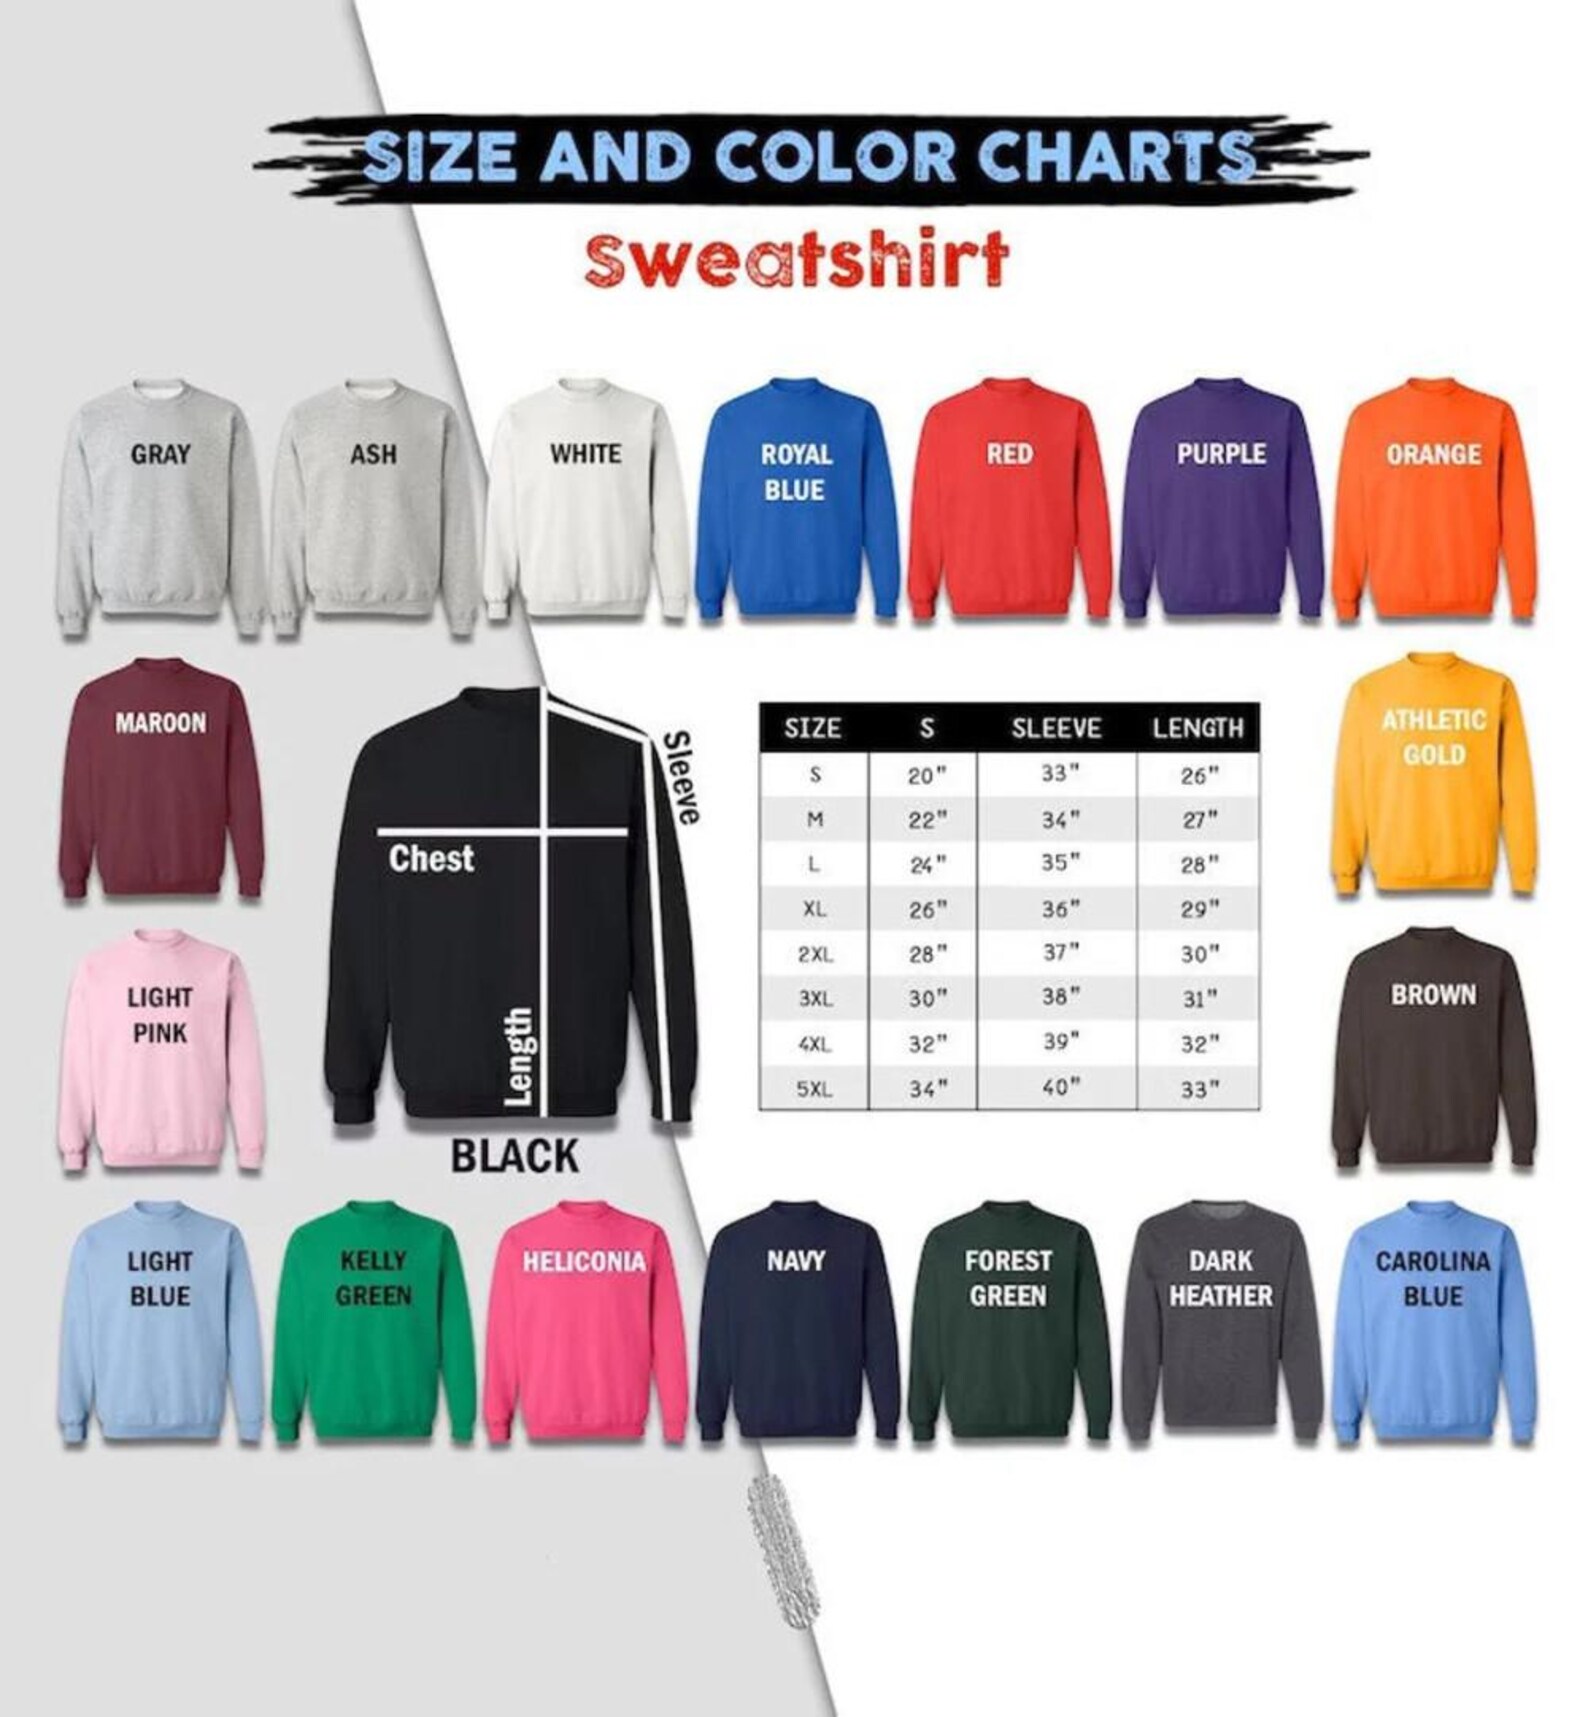 SIZE AND COLOR CHARTS
Sweatshirt
GRAY
ASH
WHITE
ROYAL
BLUE
RED
PURPLE
ORANGE
MAROON
LIGHT
PINK
Chest
Sleeve
Length
BLACK
SIZE S SLEEVE LENGTH
S 20" 33" 26"
M 22" 34" 27"
L 24" 35" 28"
XL 26" 36" 29"
2XL 28" 37" 30"
3XL 30" 38" 31"
4XL 32" 39" 32"
5XL 34" 40" 33"
ATHLETIC
GOLD
BROWN
LIGHT
BLUE
KELLY
GREEN
HELICONIA
NAVY
FOREST
GREEN
DARK
HEATHER
CAROLINA
BLUE